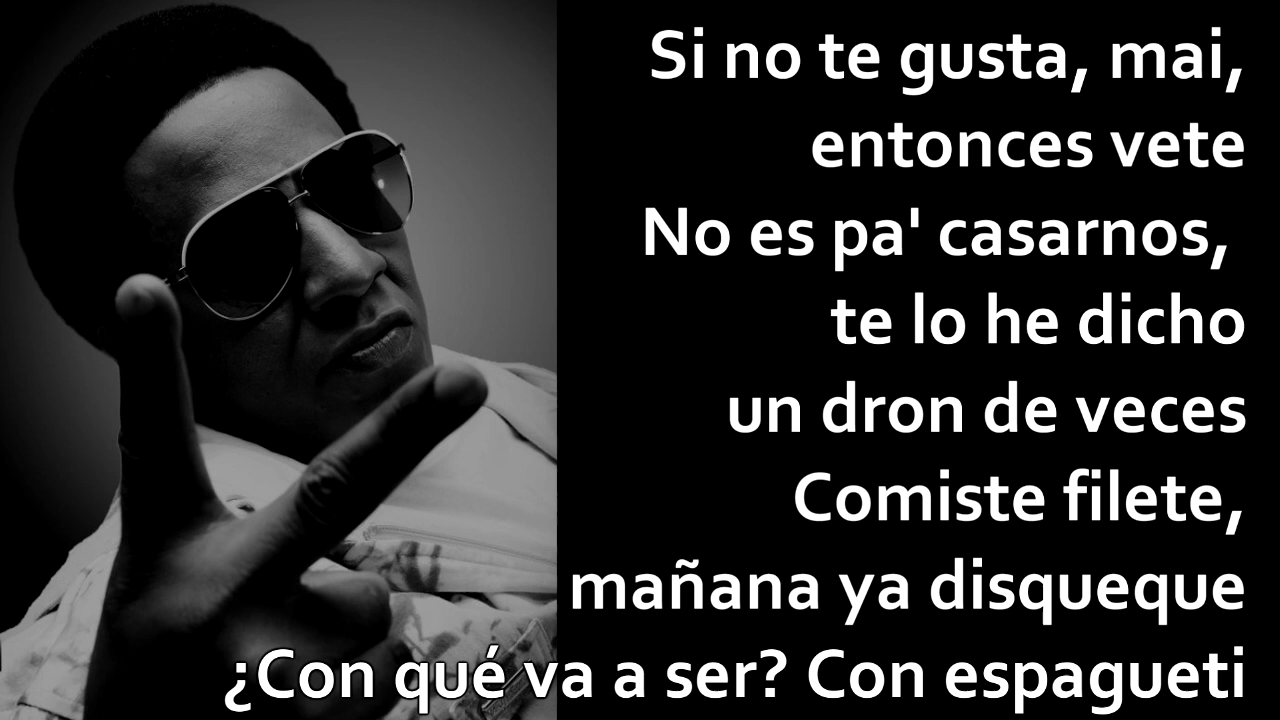 Si no te gusta, mai,
entonces vete
No es pa' casarnos,
te lo he dicho
un dron de veces
Comiste filete,
mañana ya disqueque
¿Con qué va a ser? Con espagueti